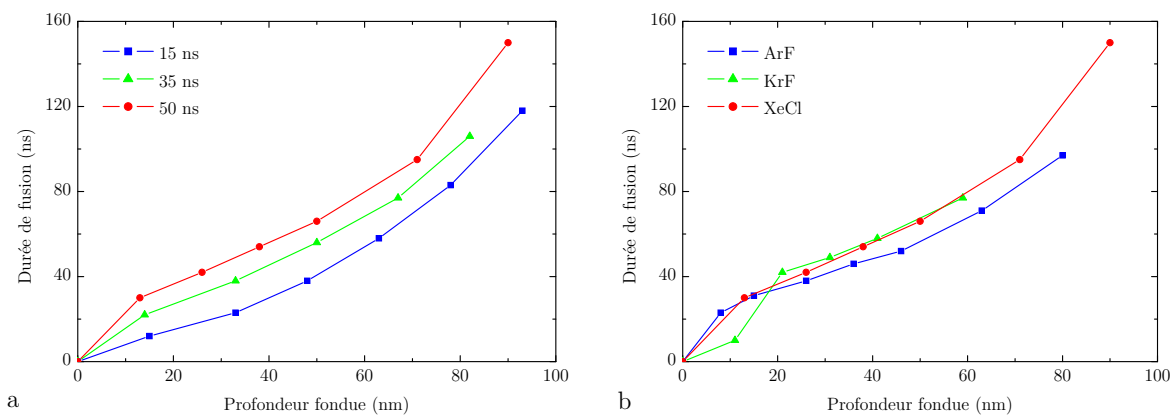 160
120
80
40
0
Durée de fusion (ns)
15 ns
35 ns
50 ns
0 20 40 60 80 100
Profondeur fondue (nm)
a
160
120
80
40
0
Durée de fusion (ns)
ArF
KrF
XeCl
0 20 40 60 80 100
Profondeur fondue (nm)
b